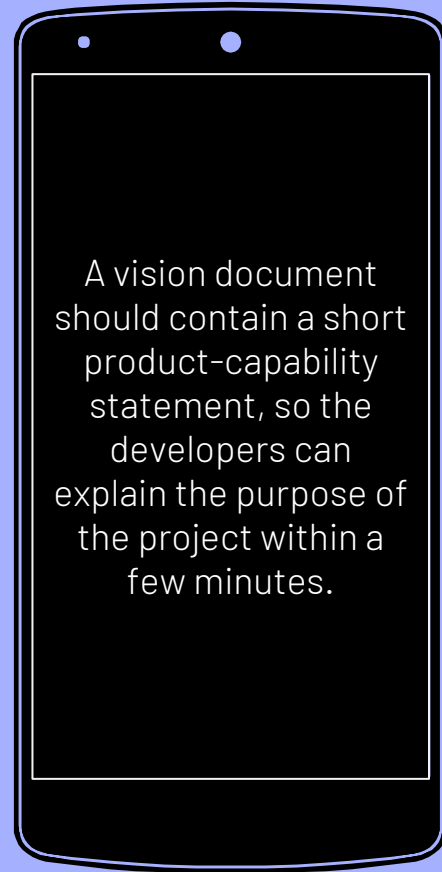 A vision document
should contain a short
product-capability
statement, so the
developers can
explain the purpose of
the project within a
few minutes.